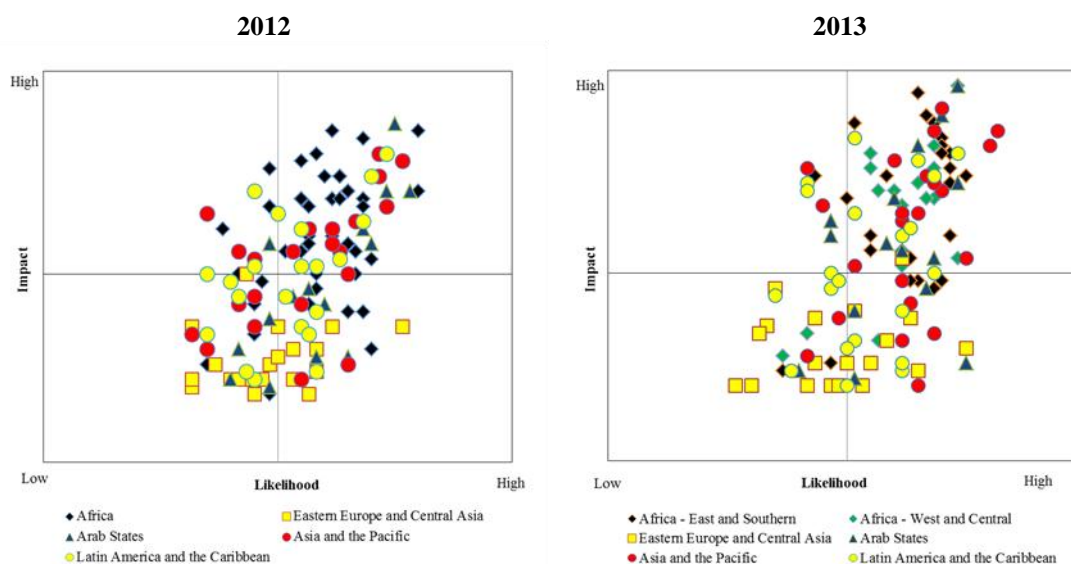 2012
2013
High
Impact
Low
Likelihood
High
Africa
Eastern Europe and Central Asia
Arab States
Asia and the Pacific
Latin America and the Caribbean
High
Impact
Low
Likelihood
High
Africa - East and Southern
Africa - West and Central
Eastern Europe and Central Asia
Arab States
Asia and the Pacific
Latin America and the Caribbean